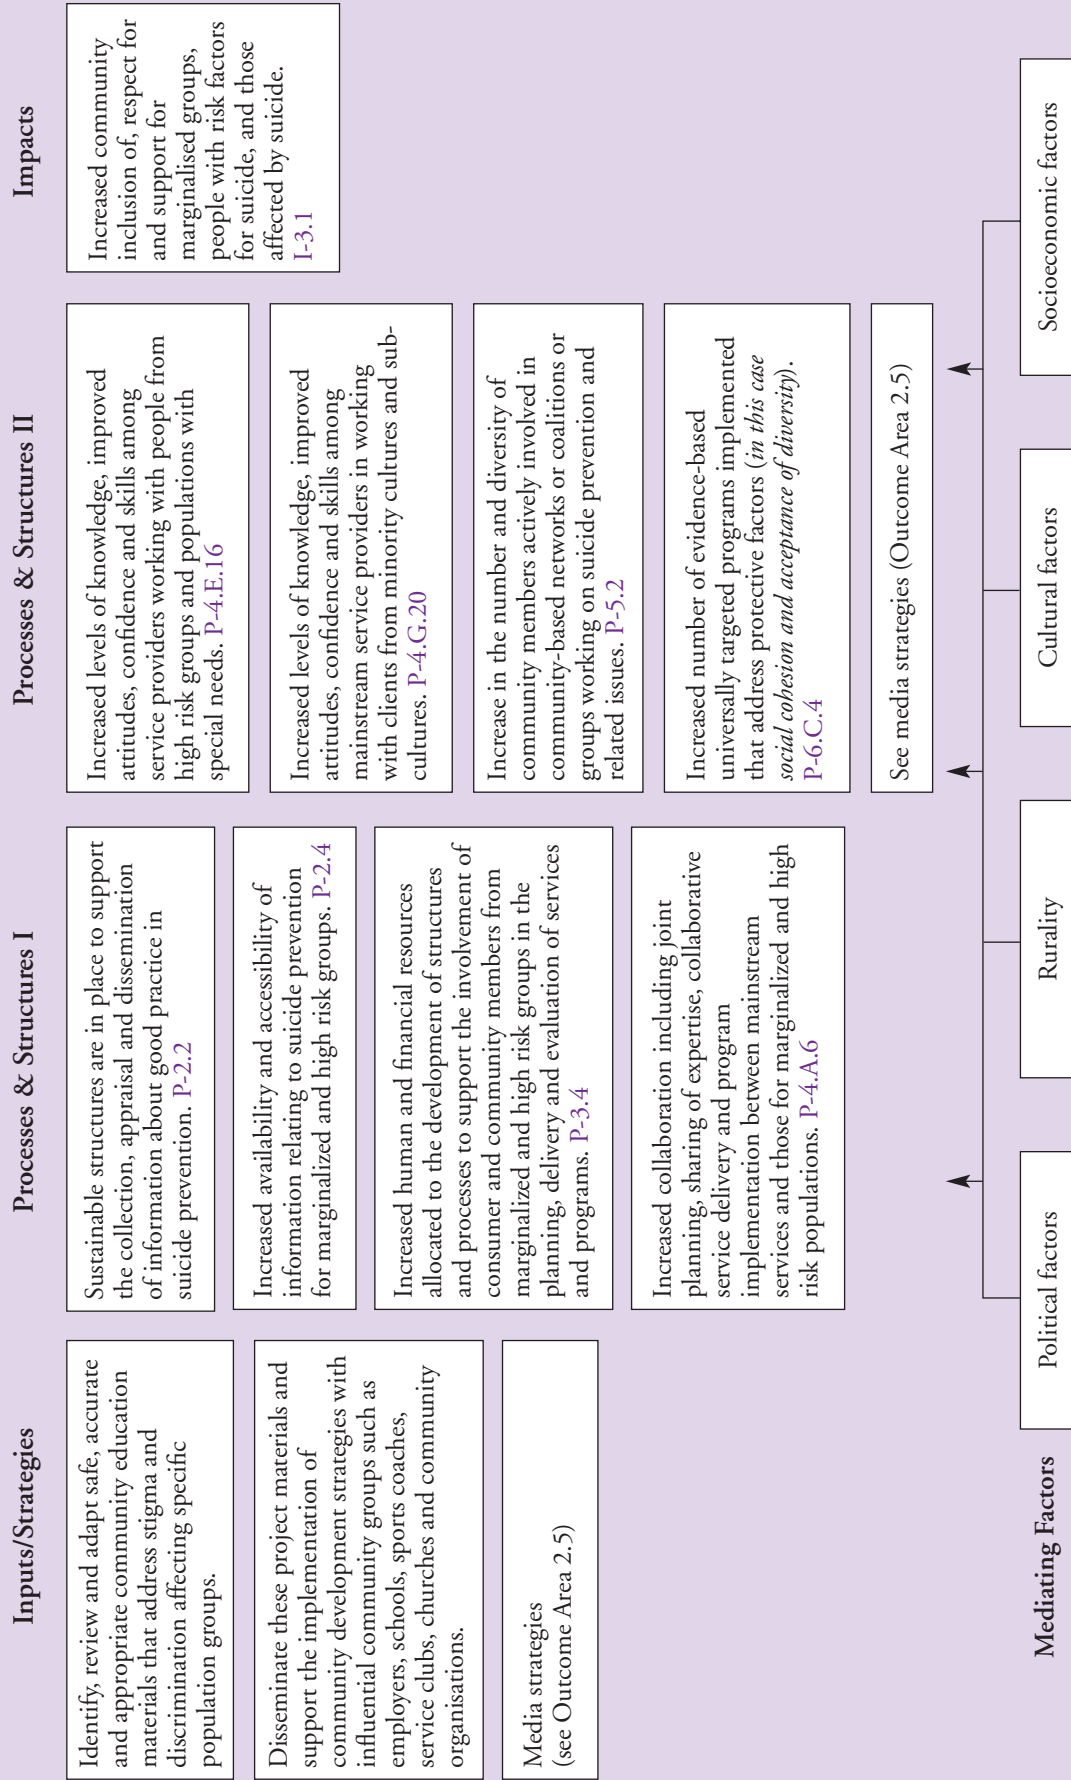 Inputs/Strategies
Identify, review and adapt safe, accurate
and appropriate community education
materials that address stigma and
discrimination affecting specific
population groups.
Disseminate these project materials and
support the implementation of
community development strategies with
influential community groups such as
employers, schools, sports coaches,
service clubs, churches and community
organisations.
Media strategies
(see Outcome Area 2.5)
Processes & Structures I
Sustainable structures are in place to support
the collection, appraisal and dissemination
of information about good practice in
suicide prevention. P-2.2
Increased availability and accessibility of
information relating to suicide prevention
for marginalized and high risk groups. P-2.4
Increased human and financial resources
allocated to the development of structures
and processes to support the involvement of
consumer and community members from
marginalized and high risk groups in the
planning, delivery and evaluation of services
and programs. P-3.4
Increased collaboration including joint
planning, sharing of expertise, collaborative
service delivery and program
implementation between mainstream
services and those for marginalized and high
risk populations. P-4.A.6
Processes & Structures II
Increased levels of knowledge, improved
attitudes, confidence and skills among
service providers working with people from
high risk groups and populations with
special needs. P-4.E.16
Increased levels of knowledge, improved
attitudes, confidence and skills among
mainstream service providers in working
with clients from minority cultures and sub-
cultures. P-4.G.20
Increase in the number and diversity of
community members actively involved in
community-based networks or coalitions or
groups working on suicide prevention and
related issues. P-5.2
Increased number of evidence-based
universally targeted programs implemented
that address protective factors (in this case
social cohesion and acceptance of diversity).
P-6.C.4
See media strategies (Outcome Area 2.5)
Impacts
Increased community
inclusion of, respect for
and support for
marginalised groups,
people with risk factors
for suicide, and those
affected by suicide.
I-3.1
Mediating Factors
Political factors
Rurality
Cultural factors
Socioeconomic factors